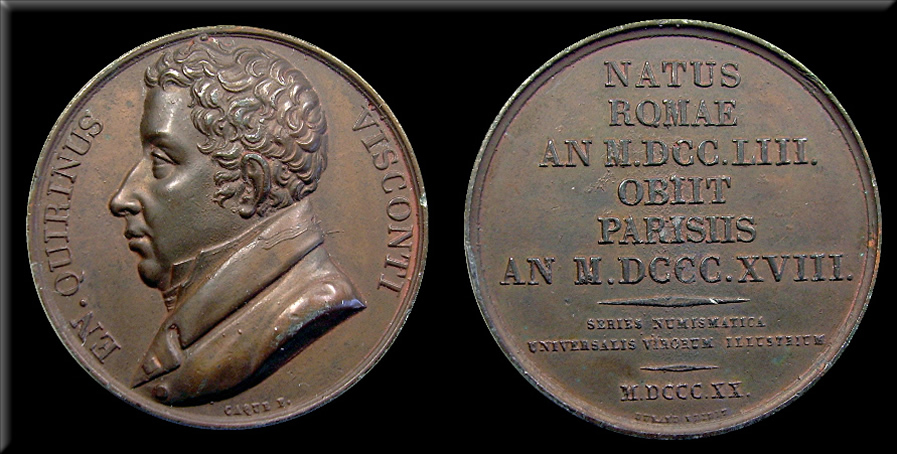 EN. QUIRINUS
VISCONTI
CAQUE F.
NATUS
ROMAE
AN M.DCC.LIII.
OBIIT
PARISIIS
AN M.DCCC.XVIII.
SERIES NUMISMATICA
UNIVERSALIS VIRORUM ILLUSTRIUM
M.DCCC.XX.